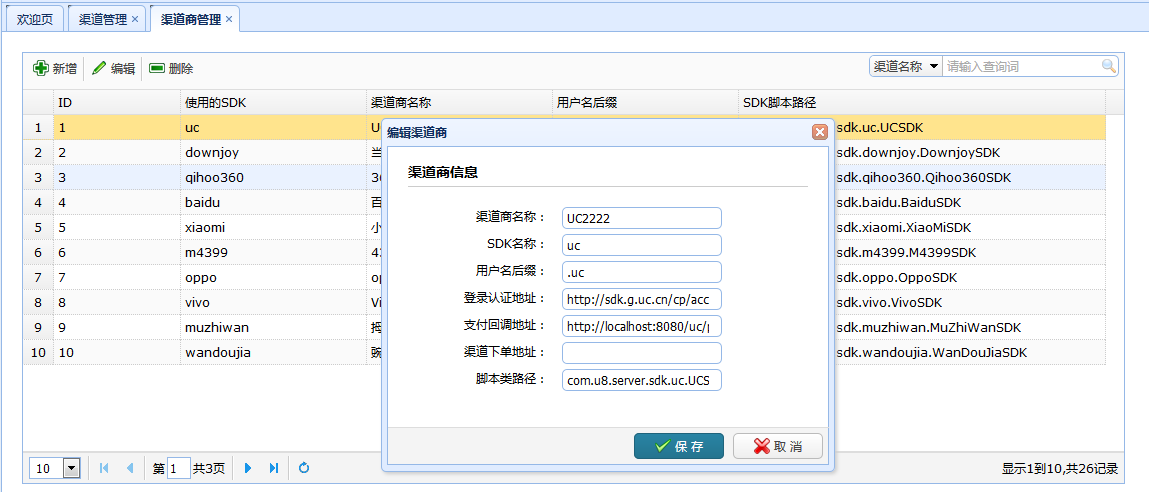 欢迎页 渠道管理 渠道商管理
新增 编辑 删除 渠道名称 请输入查询词
ID 使用的SDK 渠道商名称 用户名后缀 SDK脚本路径
1 1 uc sdk.uc.UCSDK
2 2 downjoy sdk.downjoy.DownjoySDK
3 3 qihoo360 sdk.qihoo360.Qihoo360SDK
4 4 baidu sdk.baidu.BaiduSDK
5 5 xiaomi 小 sdk.xiaomi.XiaoMiSDK
6 6 m4399 sdk.m4399.M4399SDK
7 7 oppo sdk.oppo.OppoSDK
8 8 vivo sdk.vivo.VivoSDK
9 9 muzhiwan sdk.muzhiwan.MuZhiWanSDK
10 10 wandoujia sdk.wandoujia.WanDouJiaSDK
编辑渠道商
渠道商信息
渠道商名称： UC2222
SDK名称： uc
用户名后缀： .uc
登录认证地址： http://sdk.g.uc.cn/cp/acc
支付回调地址： http://localhost:8080/uc/
渠道下单地址：
脚本类路径： com.u8.server.sdk.uc.UCS
保存 取消
10 第 1 共3页 显示1到10,共26记录